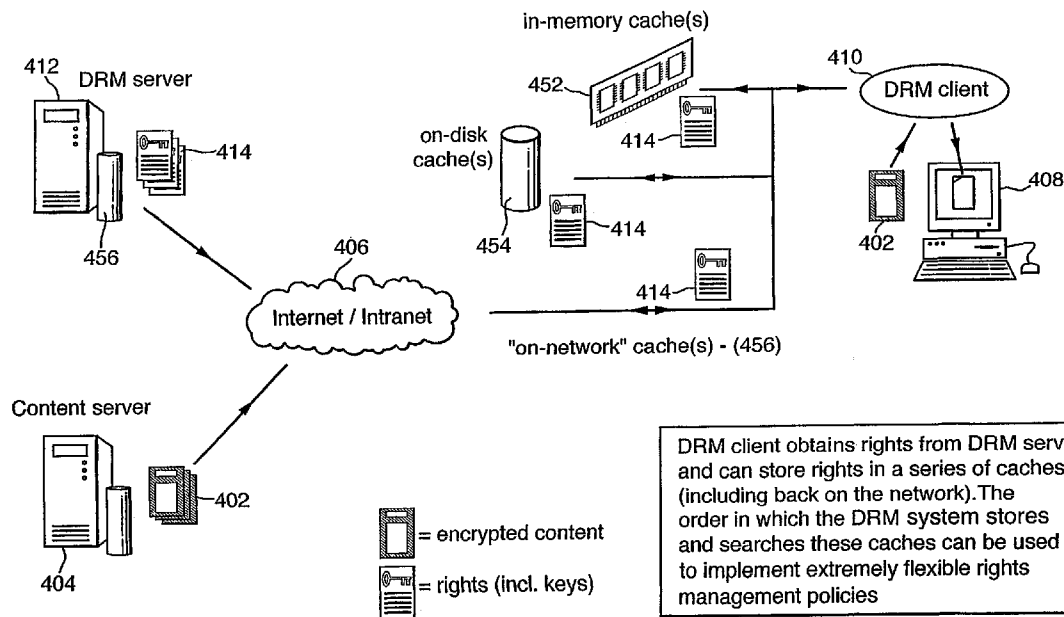 in-memory cache(s)
412
DRM server
452
410
DRM client
414
on-disk
cache(s)
414
408
456
454
414
402
406
414
Internet / Intranet
"on-network" cache(s) - (456)
Content server
402
404
= encrypted content
= rights (incl. keys)
DRM client obtains rights from DRM serv
and can store rights in a series of caches
(including back on the network).The
order in which the DRM system stores
and searches these caches can be used
to implement extremely flexible rights
management policies